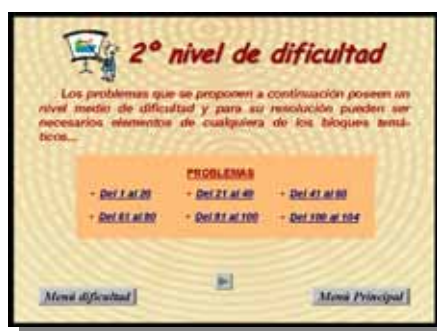 2º nivel de dificultad
Los problemas que se proponen a continuación poseen un
nivel medio de dificultad y para su resolución pueden ser
necesarios elementos de cualquiera de los bloques temá-
ticos...
PROBLEMAS
• Del 1 al 20 • Del 21 al 40 • Del 41 al 60
• Del 61 al 80 • Del 81 al 100 • Del 100 al 104
Menú dificultad Menú Principal